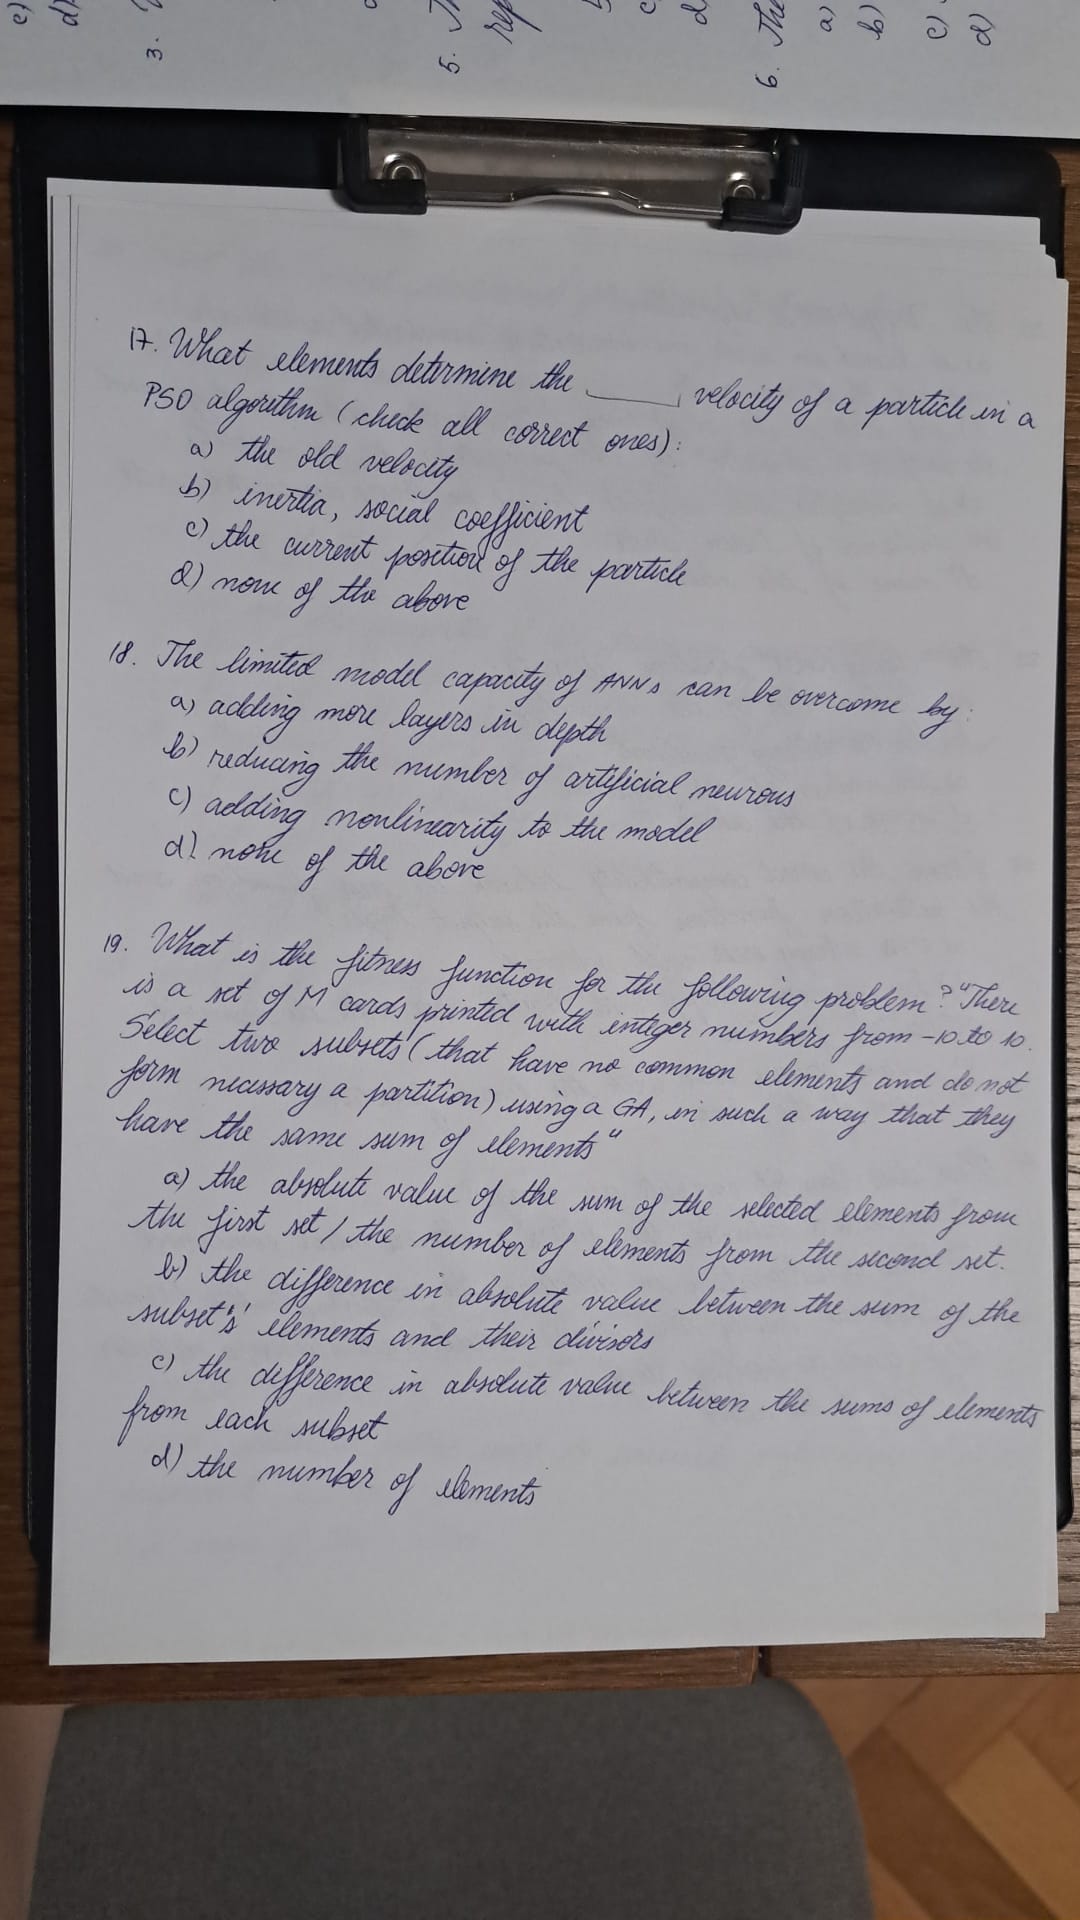 c)
d)
3.
5. Th
rep
c
d
6. The
a)
b)
c)
d)
17. What elements determine the ____ velocity of a particle in a
PSO algorithm (check all correct ones):
a) the old velocity
b) inertia, social coefficient
c) the current position of the particle
d) none of the above
18. The limited model capacity of ANNs can be overcome by:
a) adding more layers in depth
b) reducing the number of artificial neurous
c) adding nonlinearity to the model
d) none of the above
19. What is the fitness function for the following problem? "There
is a set of M cards printed with integer numbers from -10 to 10.
Select two subsets (that have no common elements and do not
form necessary a partition) using a GA, in such a way that they
have the same sum of elements"
a) the absolute value of the sum of the selected elements from
the first set / the number of elements from the second set.
b) the difference in absolute value between the sum of the
subset's' elements and their divisors
c) the difference in absolute value between the sums of elements
from each subset
d) the number of elements